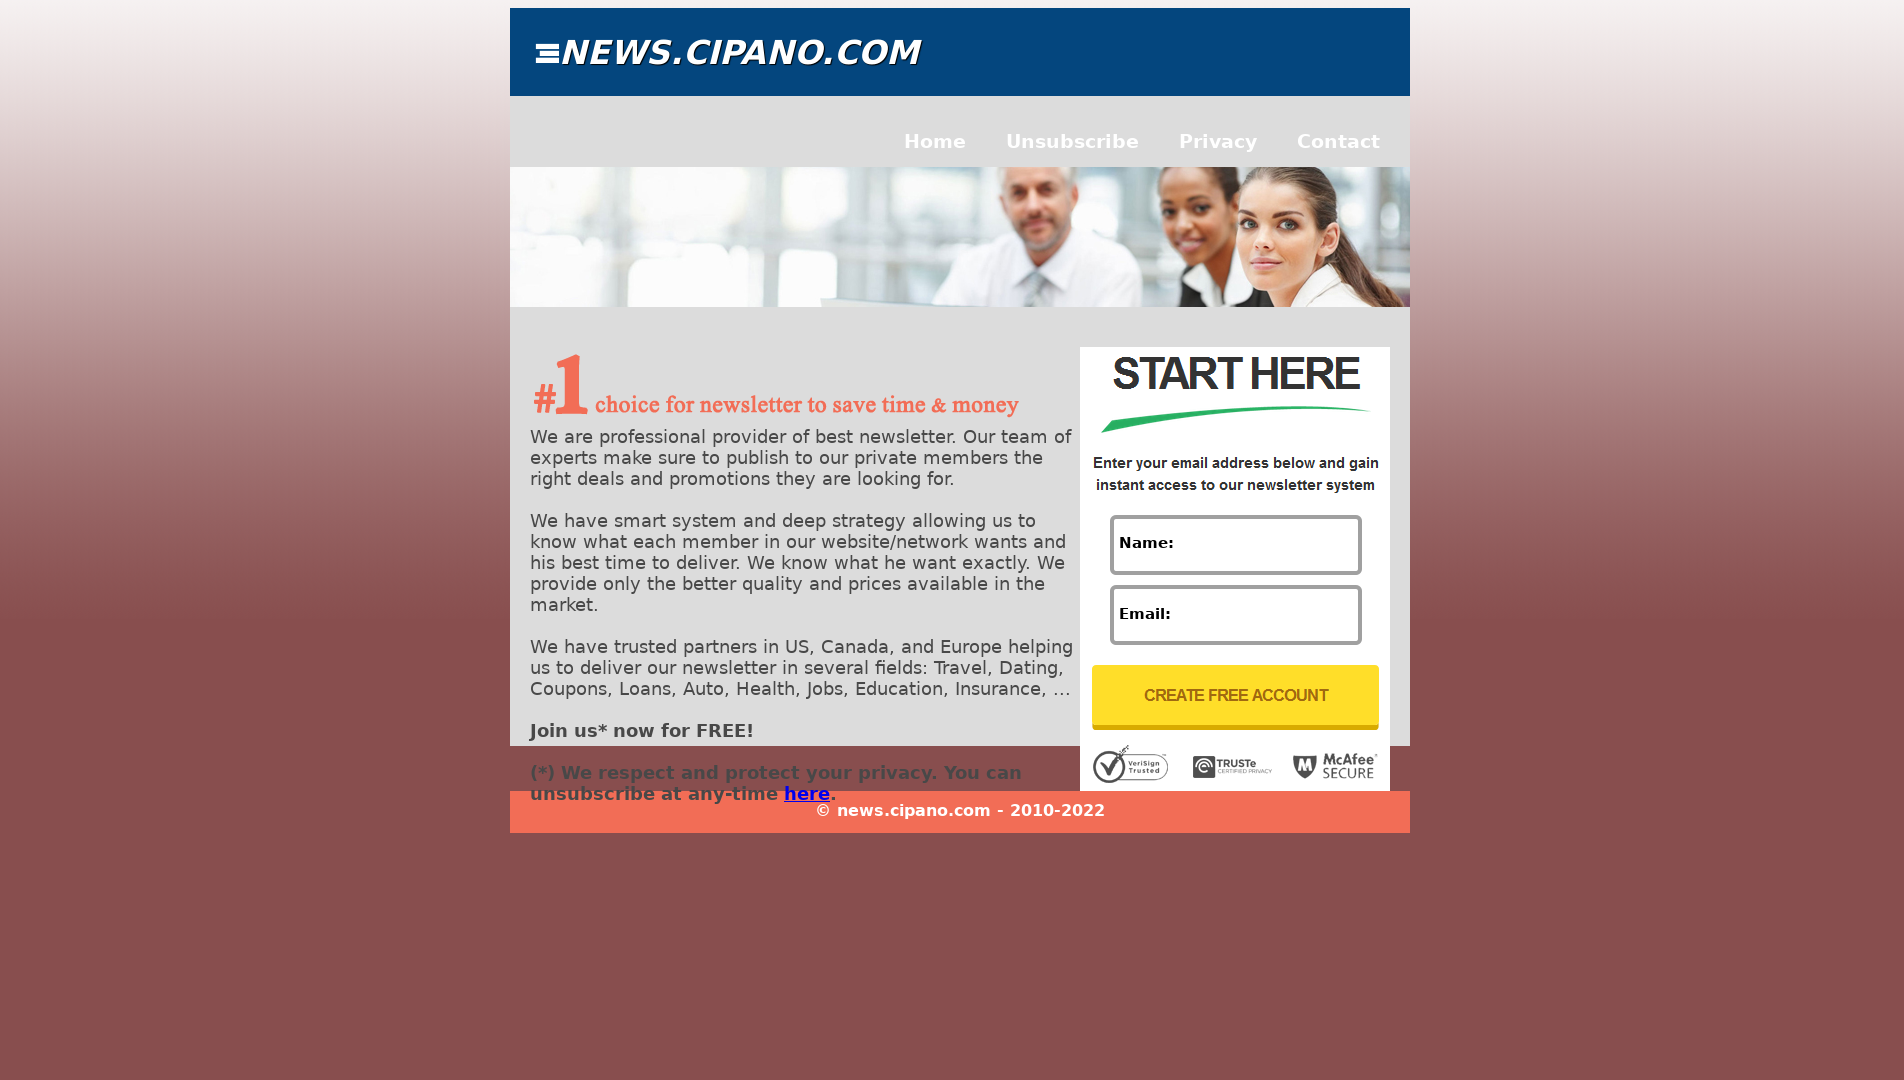 NEWS.CIPANO.COM
Home Unsubscribe Privacy Contact
#1 choice for newsletter to save time & money
We are professional provider of best newsletter. Our team of
experts make sure to publish to our private members the
right deals and promotions they are looking for.
We have smart system and deep strategy allowing us to
know what each member in our website/network wants and
his best time to deliver. We know what he want exactly. We
provide only the better quality and prices available in the
market.
We have trusted partners in US, Canada, and Europe helping
us to deliver our newsletter in several fields: Travel, Dating,
Coupons, Loans, Auto, Health, Jobs, Education, Insurance, ...
Join us* now for FREE!
(*) We respect and protect your privacy. You can
unsubscribe at any-time here.
START HERE
Enter your email address below and gain
instant access to our newsletter system
Name:
Email:
CREATE FREE ACCOUNT
VeriSign
Trusted
TRUSTe
CERTIFIED PRIVACY
McAfee
SECURE
© news.cipano.com - 2010-2022